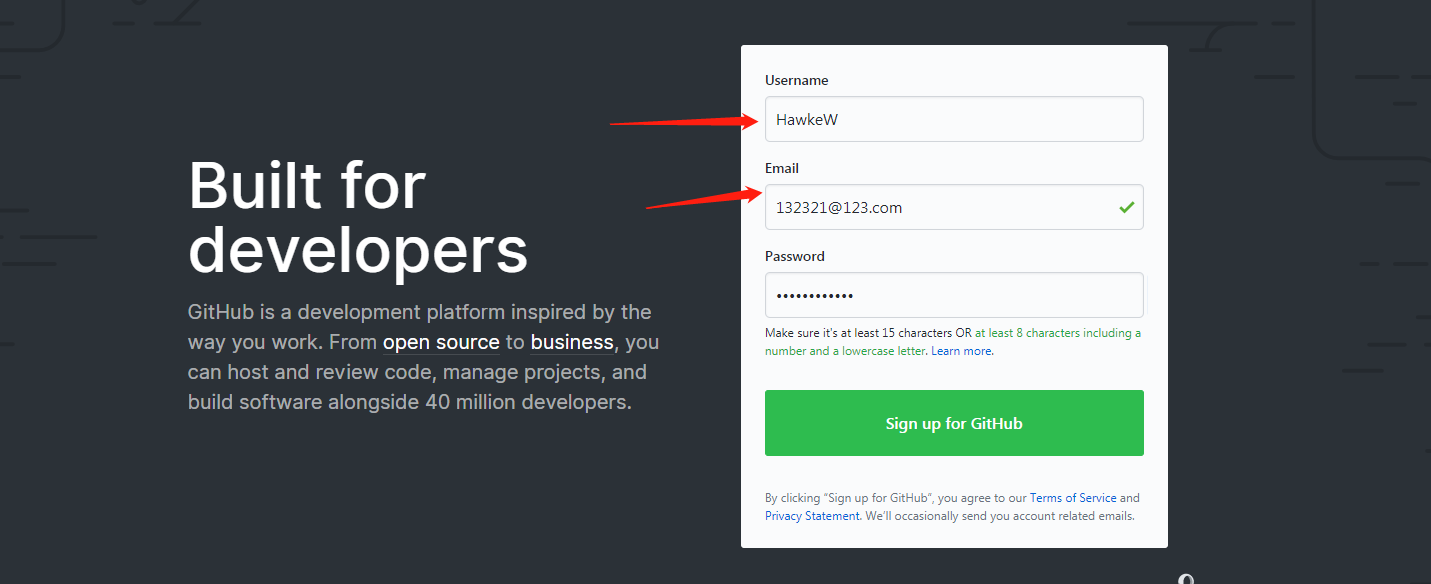 Built for
developers
GitHub is a development platform inspired by the
way you work. From open source to business, you
can host and review code, manage projects, and
build software alongside 40 million developers.
Username
HawkeW
Email
132321@123.com
Password
••••••••••••
Make sure it's at least 15 characters OR at least 8 characters including a
number and a lowercase letter. Learn more.
Sign up for GitHub
By clicking “Sign up for GitHub”, you agree to our Terms of Service and
Privacy Statement. We’ll occasionally send you account related emails.